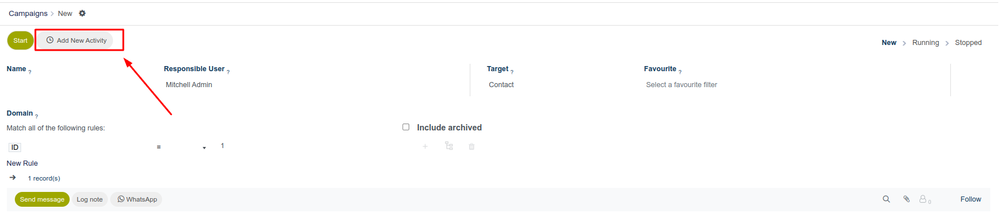 Campaigns > New
Start Add New Activity
New > Running > Stopped
Name ? Responsible User ? Target ? Favourite ?
Mitchell Admin Contact Select a favourite filter
Domain ?
Match all of the following rules: Include archived
ID = 1
New Rule
→ 1 record(s)
Send message Log note WhatsApp 0 Follow